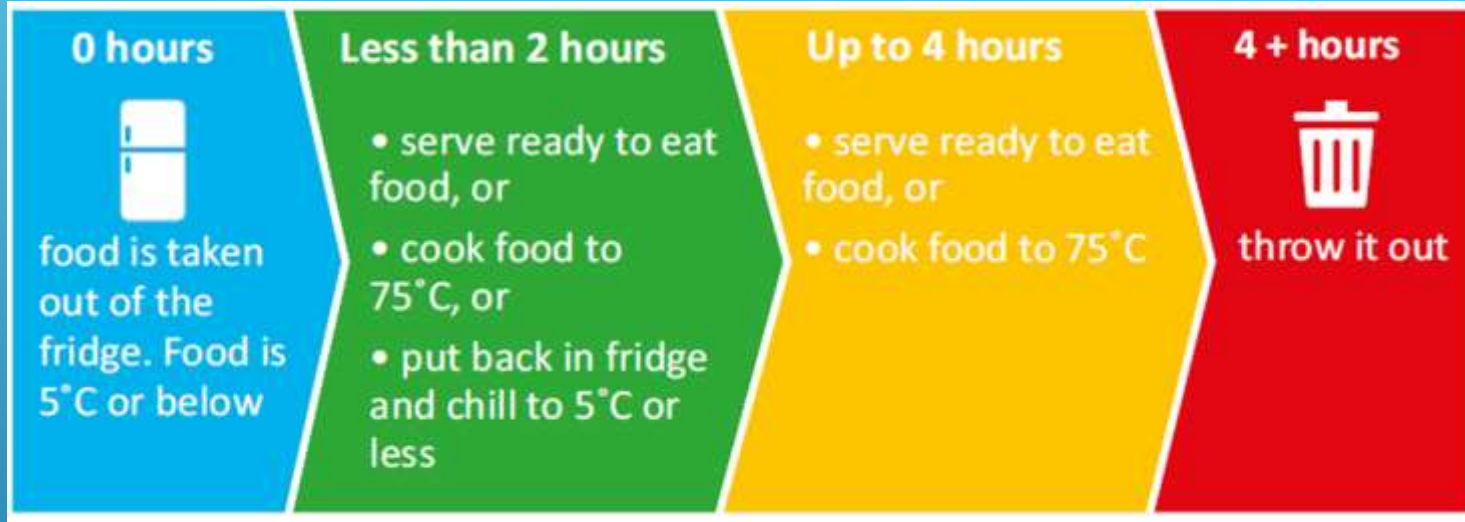 0 hours
food is taken
out of the
fridge. Food is
5˚C or below
Less than 2 hours
• serve ready to eat
food, or
• cook food to
75˚C, or
• put back in fridge
and chill to 5˚C or
less
Up to 4 hours
• serve ready to eat
food, or
• cook food to 75˚C
4 + hours
throw it out